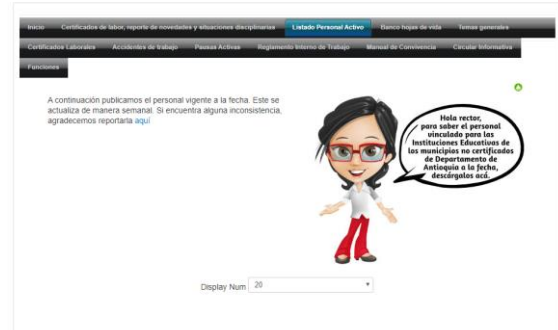 Inicio Certificados de labor, reporte de novedades y situaciones disciplinarias Listado Personal Activo Banco hojas de vida Temas generales
Certificados Laborales Accidentes de trabajo Pausas Activas Reglamento Interno de Trabajo Manual de Convivencia Circular Informativa
Funciones
A continuación publicamos el personal vigente a la fecha. Este se
actualiza de manera semanal. Si encuentra alguna inconsistencia,
agradecemos reportarla aquí
Hola rector,
para saber el personal
vinculado para las
Instituciones Educativas de
los municipios no certificados
de Departamento de
Antioquia a la fecha,
descárgalos acá.
Display Num 20